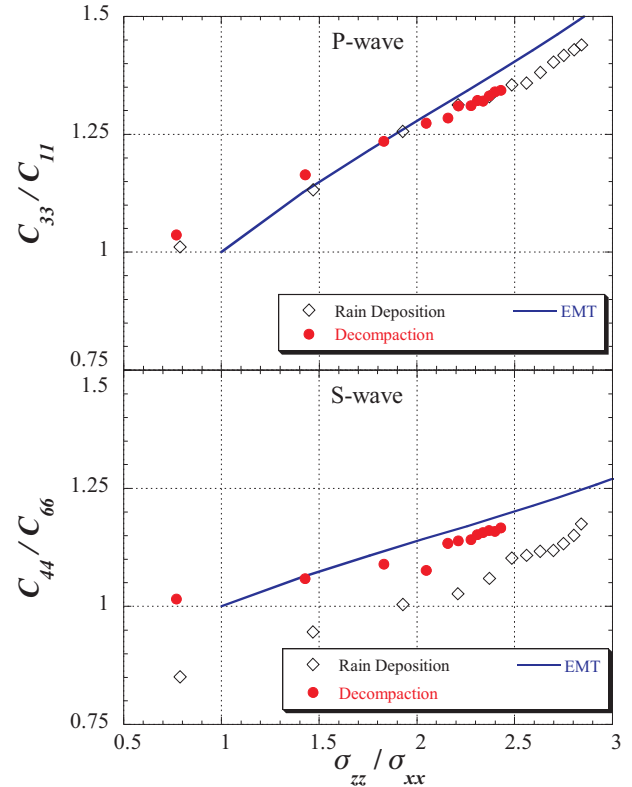 1.5
P-wave
1.25
C33 / C11
1
Rain Deposition EMT
Decompaction
0.75
1.5
S-wave
1.25
C44 / C66
1
Rain Deposition EMT
Decompaction
0.75
0.5 1 1.5 2 2.5 3
σzz / σxx